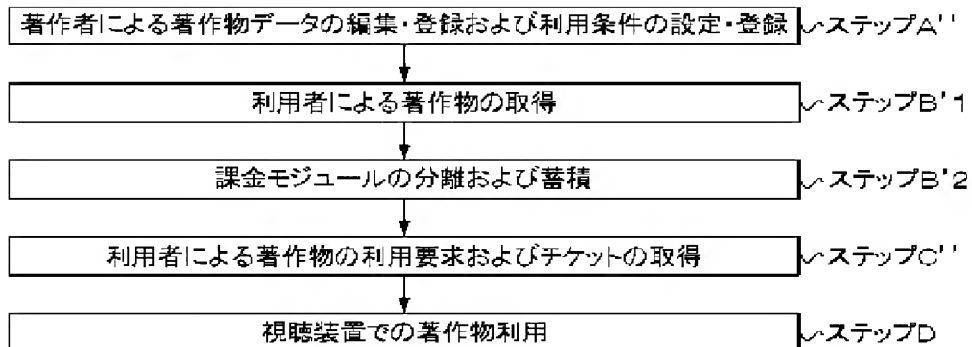 著作者による著作物データの編集・登録および利用条件の設定・登録 ステップA''
利用者による著作物の取得 ステップB'1
課金モジュールの分離および蓄積 ステップB'2
利用者による著作物の利用要求およびチケットの取得 ステップC''
視聴装置での著作物利用 ステップD